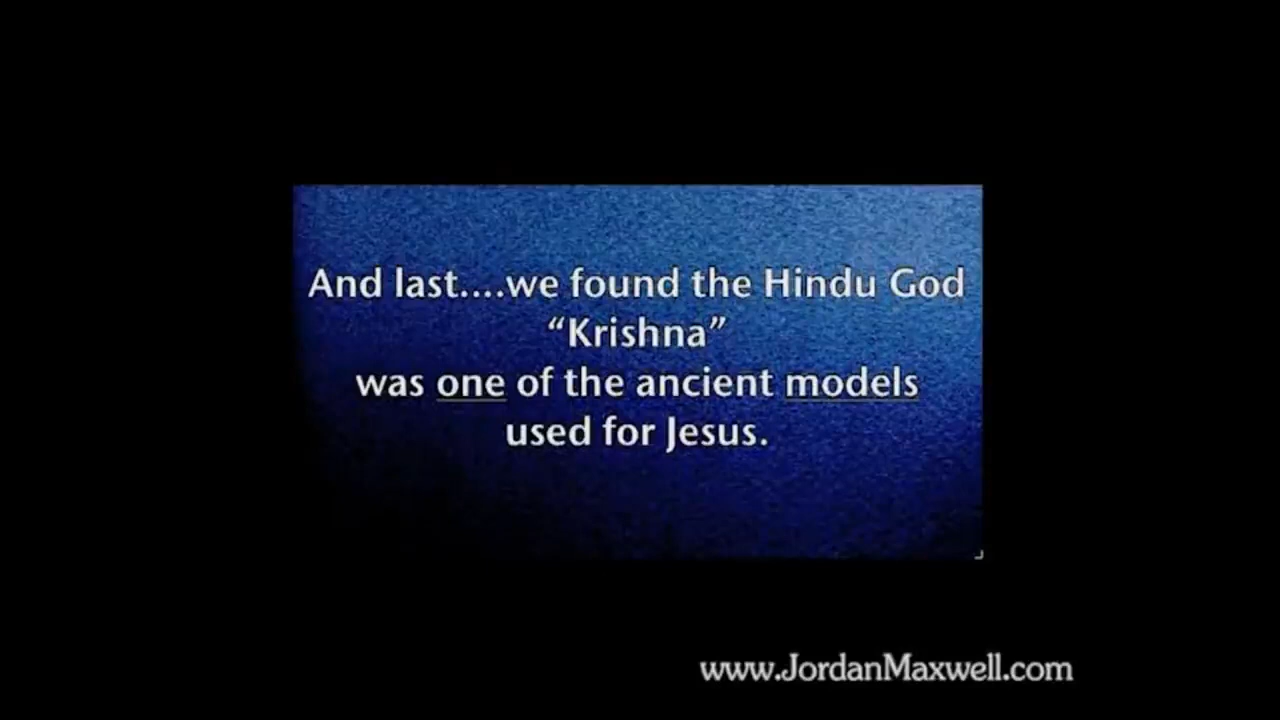 And last....we found the Hindu God
“Krishna”
was one of the ancient models
used for Jesus.
www.JordanMaxwell.com